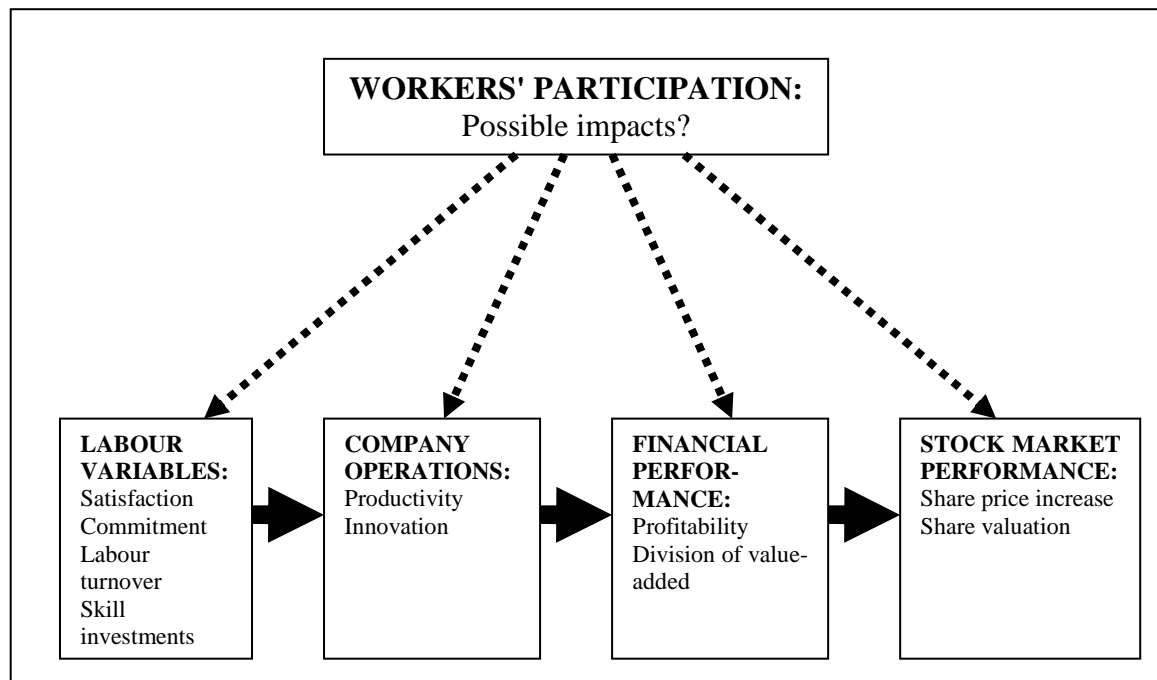 WORKERS' PARTICIPATION:
Possible impacts?
LABOUR
VARIABLES:
Satisfaction
Commitment
Labour
turnover
Skill
investments
COMPANY
OPERATIONS:
Productivity
Innovation
FINANCIAL
PERFOR-
MANCE:
Profitability
Division of value-
added
STOCK MARKET
PERFORMANCE:
Share price increase
Share valuation